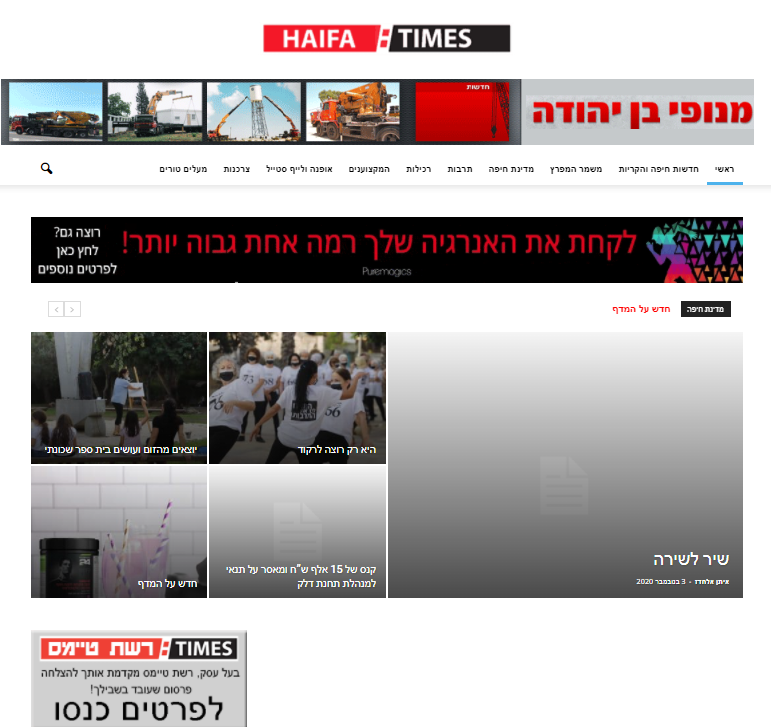 HAIFA TIMES
חדשות
מנופי בן יהודה
ראשי
חדשות חיפה והקריות
משמר המפרץ
מדינת חיפה
תרבות
רכילות
המקצוענים
אופנה ולייף סטייל
צרכנות
מעלים טורים
לקחת את האנרגיה שלך רמה אחת גבוה יותר!
רוצה גם?
לחץ כאן
לפרטים נוספים
Puremagics
מדינת חיפה
חדש על המדף
שיר לשירה
איתן אלחדז - 3 בנובמבר 2020
היא רק רוצה לרקוד
יוצאים מהזום ועושים בית ספר שכונתי
קנס של 15 אלף ש"ח ומאסר על תנאי
למנהלת תחנת דלק
חדש על המדף
רשת טיימס TIMES
בעל עסק, רשת טיימס מקדמת אותך להצלחה
פרסום שעובד בשבילך!
לפרטים כנסו